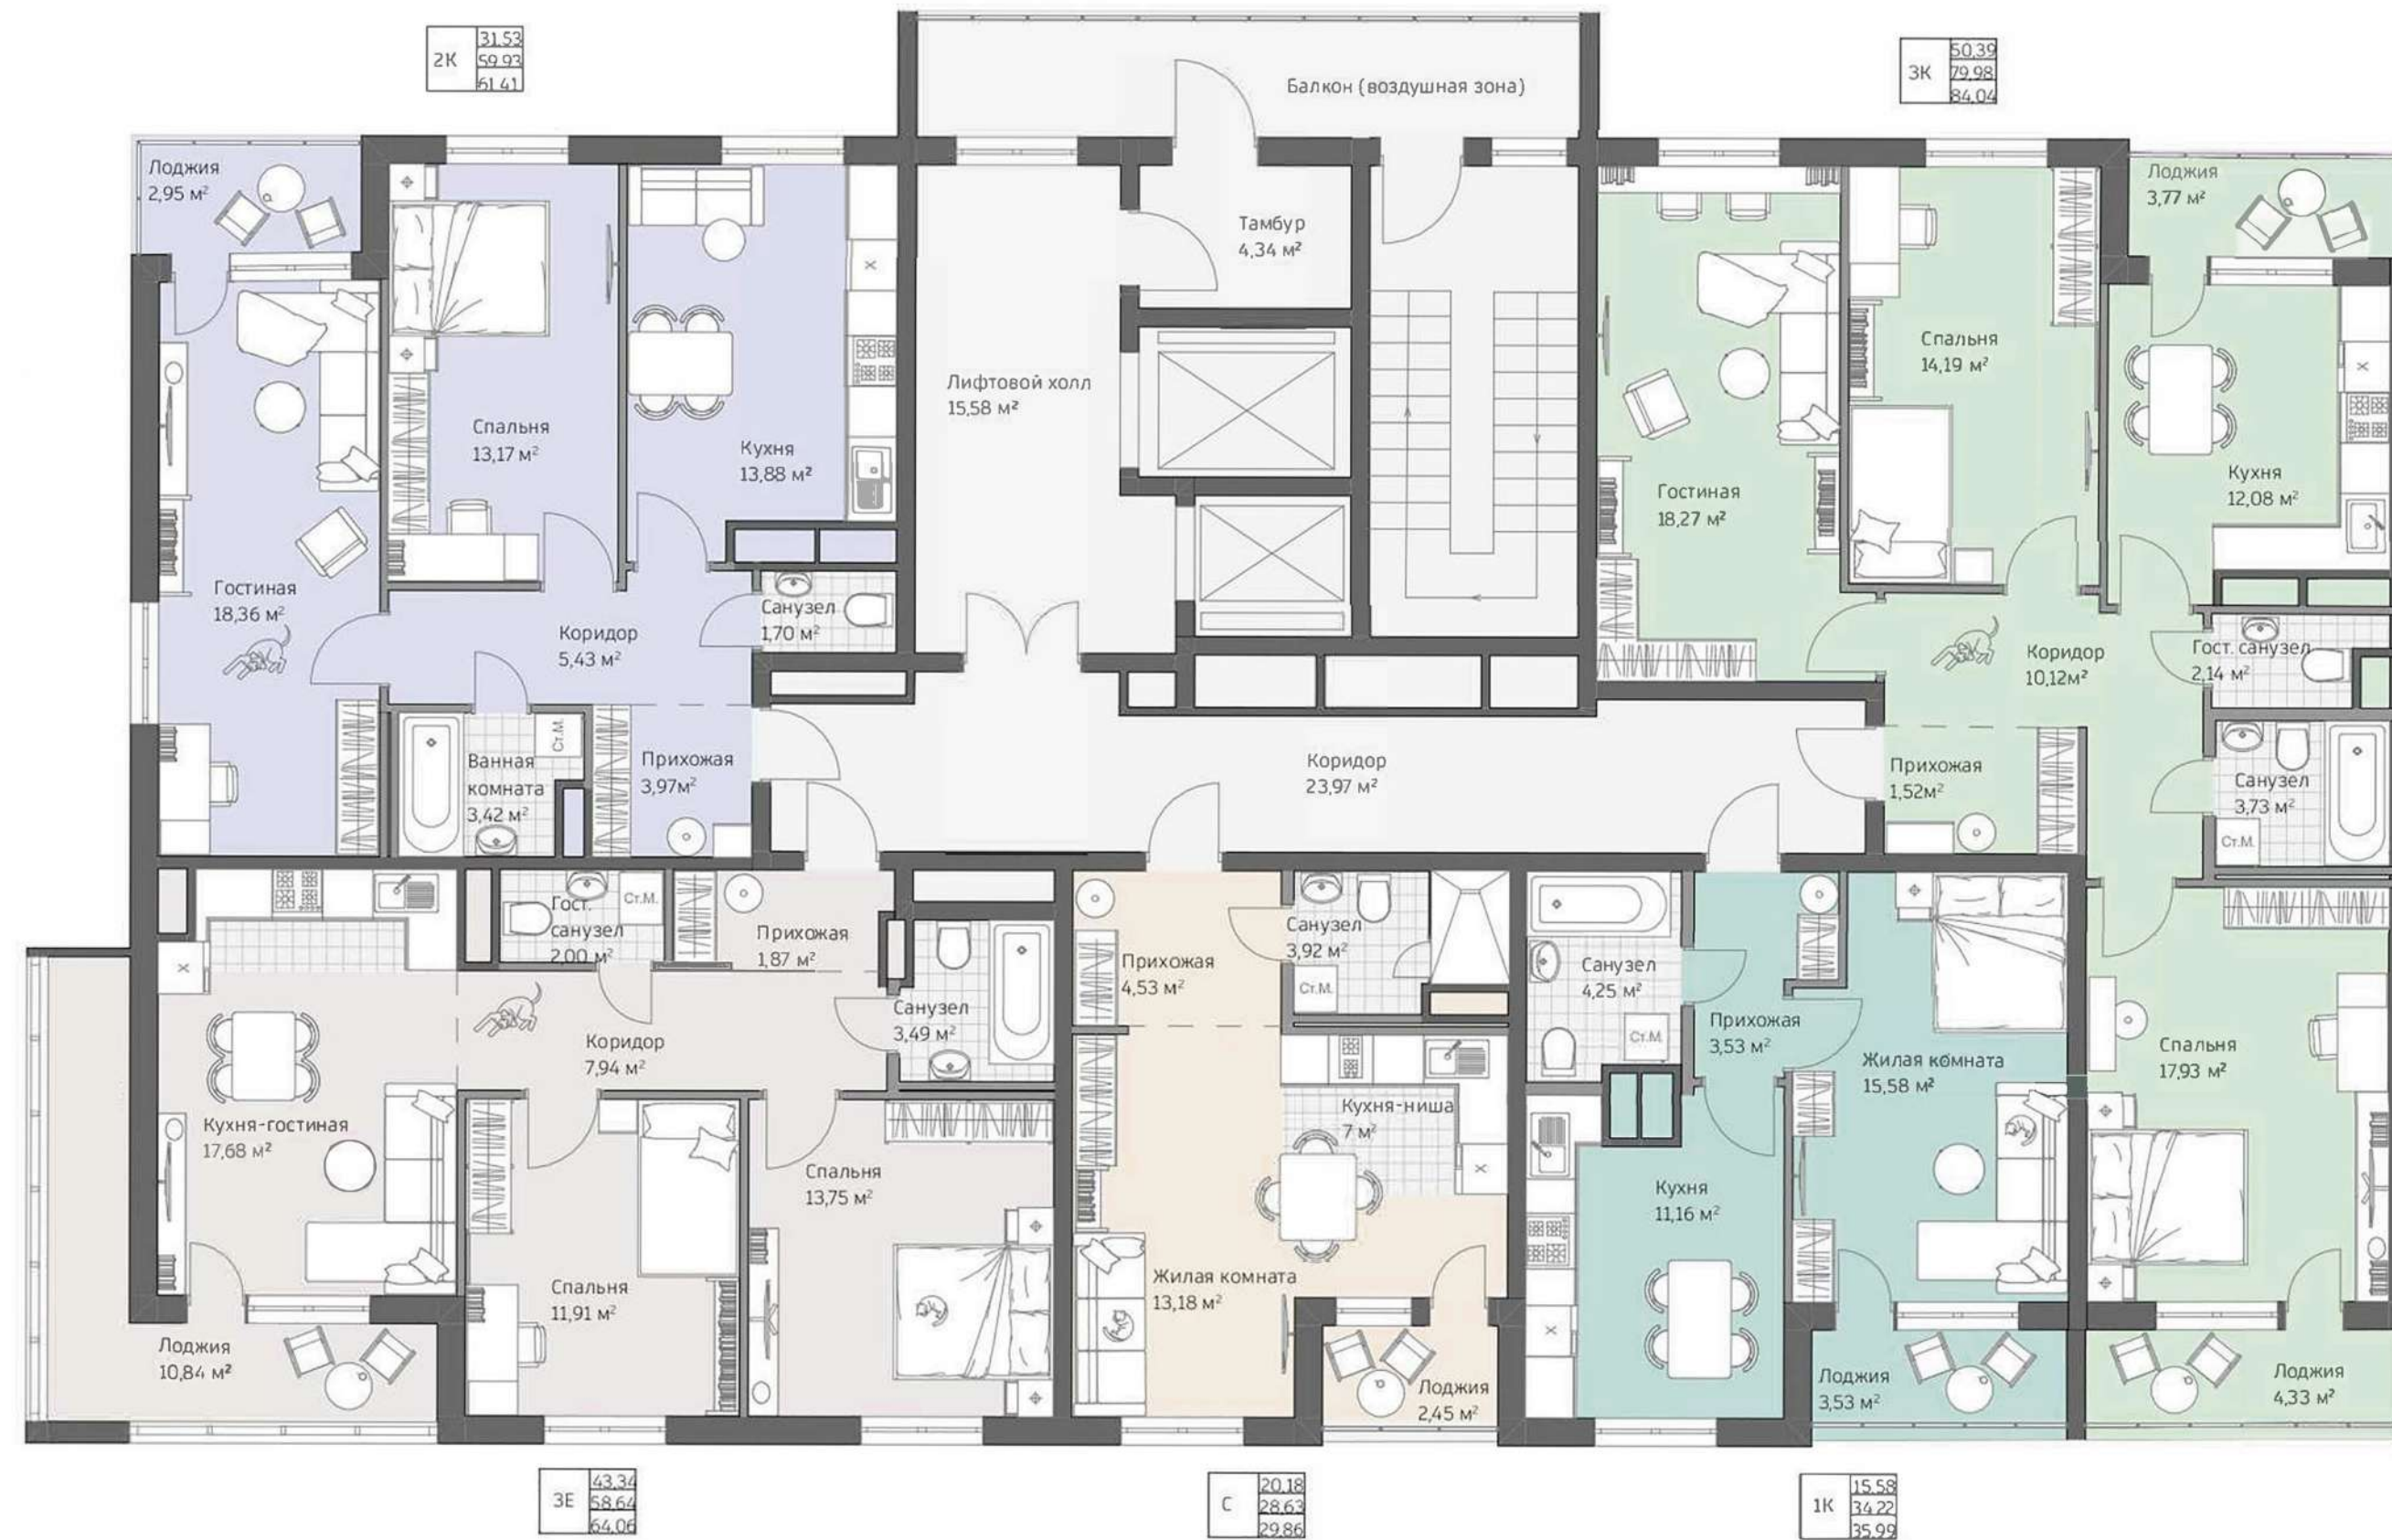 2К
31.53
59.93
61.41
3К
50.39
79.98
84.04
Балкон (воздушная зона)
Лоджия
2,95 м²
Спальня
13,17 м²
Кухня
13,88 м²
Гостиная
18,36 м²
Коридор
5,43 м²
Санузел
1,70 м²
Ванная
комната
3,42 м²
Ст.М.
Прихожая
3,97м²
Лифтовой холл
15,58 м²
Тамбур
4,34 м²
Коридор
23,97 м²
Гостиная
18,27 м²
Спальня
14,19 м²
Лоджия
3,77 м²
Кухня
12,08 м²
Коридор
10,12м²
Гост. санузел
2,14 м²
Прихожая
1,52м²
Санузел
3,73 м²
Ст.М.
Спальня
17,93 м²
Лоджия
4,33 м²
Гост.
санузел
2,00 м²
Ст.М.
Прихожая
1,87 м²
Санузел
3,49 м²
Коридор
7,94 м²
Кухня-гостиная
17,68 м²
Спальня
11,91 м²
Спальня
13,75 м²
Лоджия
10,84 м²
Прихожая
4,53 м²
Санузел
3,92 м²
Ст.М.
Кухня-ниша
7 м²
Жилая комната
13,18 м²
Лоджия
2,45 м²
Санузел
4,25 м²
Ст.М.
Прихожая
3,53 м²
Жилая комната
15,58 м²
Кухня
11,16 м²
Лоджия
3,53 м²
3Е
43.34
58.64
64.06
С
20.18
28.63
29.86
1К
15.58
34.22
35.99